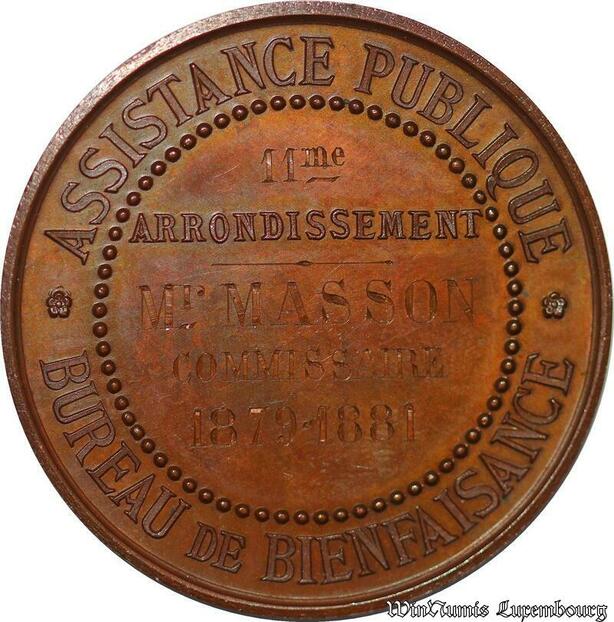 ASSISTANCE PUBLIQUE
11me
ARRONDISSEMENT
Mr MASSON
COMMISSAIRE
1879-1881
BUREAU DE BIENFAISANCE
WinNumis Luxembourg